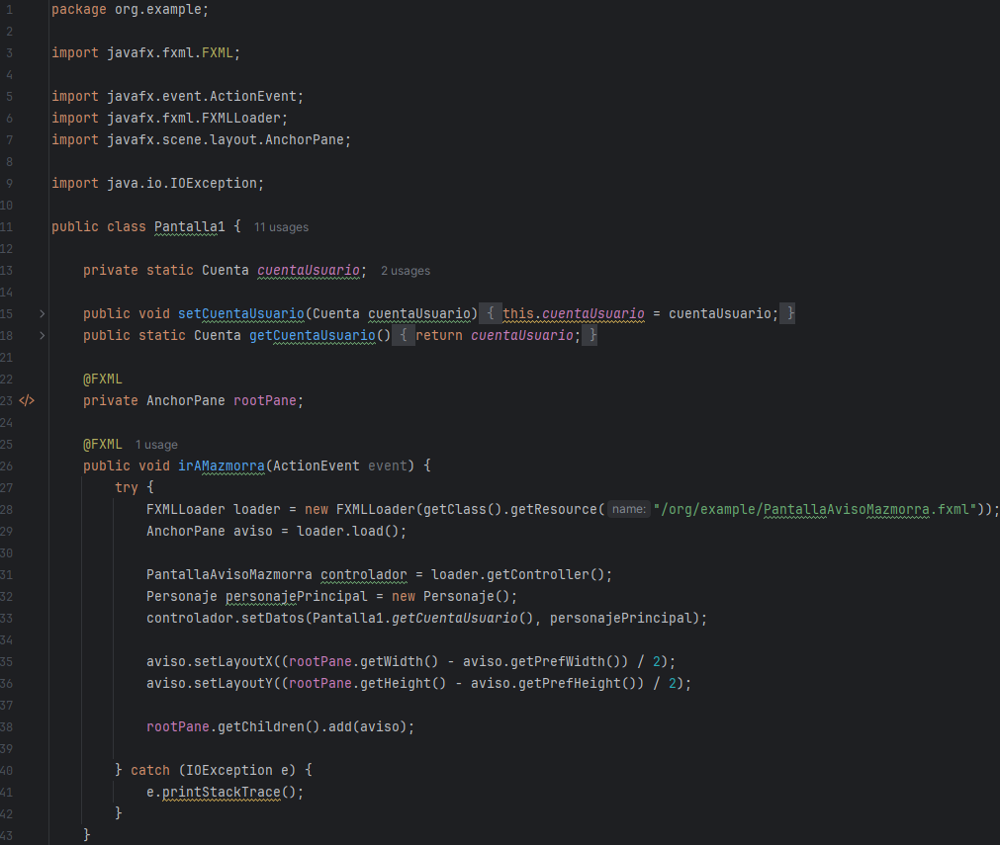 1 package org.example;
2
3 import javafx.fxml.FXML;
4
5 import javafx.event.ActionEvent;
6 import javafx.fxml.FXMLLoader;
7 import javafx.scene.layout.AnchorPane;
8
9 import java.io.IOException;
10
11 public class Pantalla1 { 11 usages
12
13 private static Cuenta cuentaUsuario; 2 usages
14
15 public void setCuentaUsuario(Cuenta cuentaUsuario) { this.cuentaUsuario = cuentaUsuario; }
18 public static Cuenta getCuentaUsuario() { return cuentaUsuario; }
21
22 @FXML
23 </> private AnchorPane rootPane;
24
25 @FXML 1 usage
26 public void irAMazmorra(ActionEvent event) {
27 try {
28 FXMLLoader loader = new FXMLLoader(getClass().getResource( name: "/org/example/PantallaAvisoMazmorra.fxml"));
29 AnchorPane aviso = loader.load();
30
31 PantallaAvisoMazmorra controlador = loader.getController();
32 Personaje personajePrincipal = new Personaje();
33 controlador.setDatos(Pantalla1.getCuentaUsuario(), personajePrincipal);
34
35 aviso.setLayoutX((rootPane.getWidth() - aviso.getPrefWidth()) / 2);
36 aviso.setLayoutY((rootPane.getHeight() - aviso.getPrefHeight()) / 2);
37
38 rootPane.getChildren().add(aviso);
39
40 } catch (IOException e) {
41 e.printStackTrace();
42 }
43 }